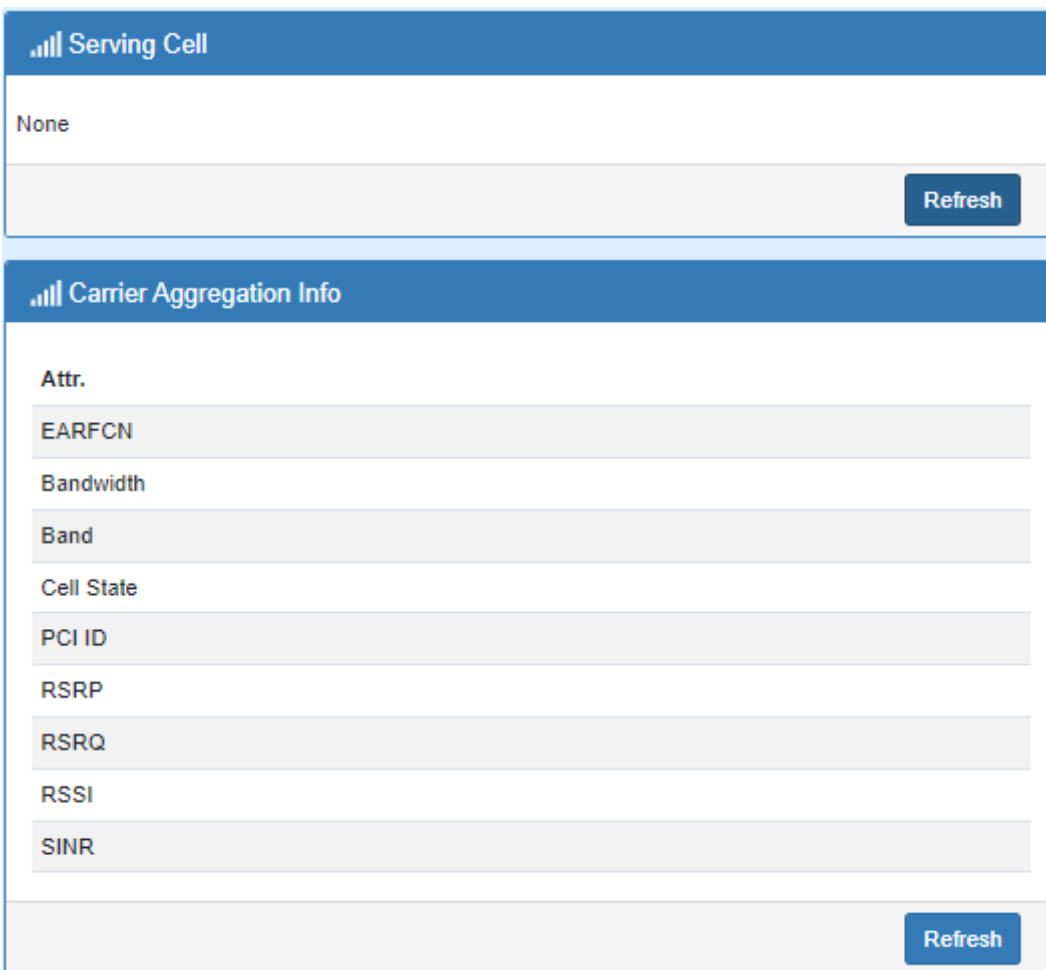 Serving Cell
None
Refresh
Carrier Aggregation Info
Attr.
EARFCN
Bandwidth
Band
Cell State
PCI ID
RSRP
RSRQ
RSSI
SINR
Refresh